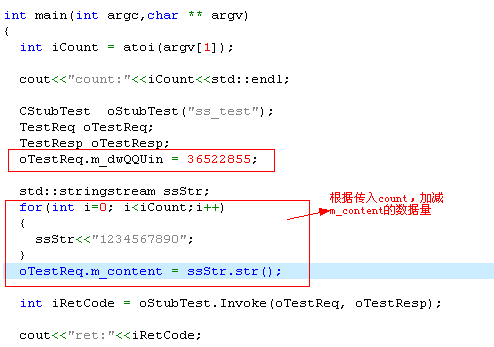 int main(int argc,char ** argv)
{
int iCount = atoi(argv[1]);
cout<<"count:"<<iCount<<std::endl;
CStubTest oStubTest("ss_test");
TestReq oTestReq;
TestResp oTestResp;
oTestReq.m_dwQQUin = 36522855;
std::stringstream ssStr;
for(int i=0; i<iCount;i++)
{
ssStr<<"1234567890";
}
oTestReq.m_content = ssStr.str();
根据传入count，加减
m_content的数据量
int iRetCode = oStubTest.Invoke(oTestReq, oTestResp);
cout<<"ret:"<<iRetCode;